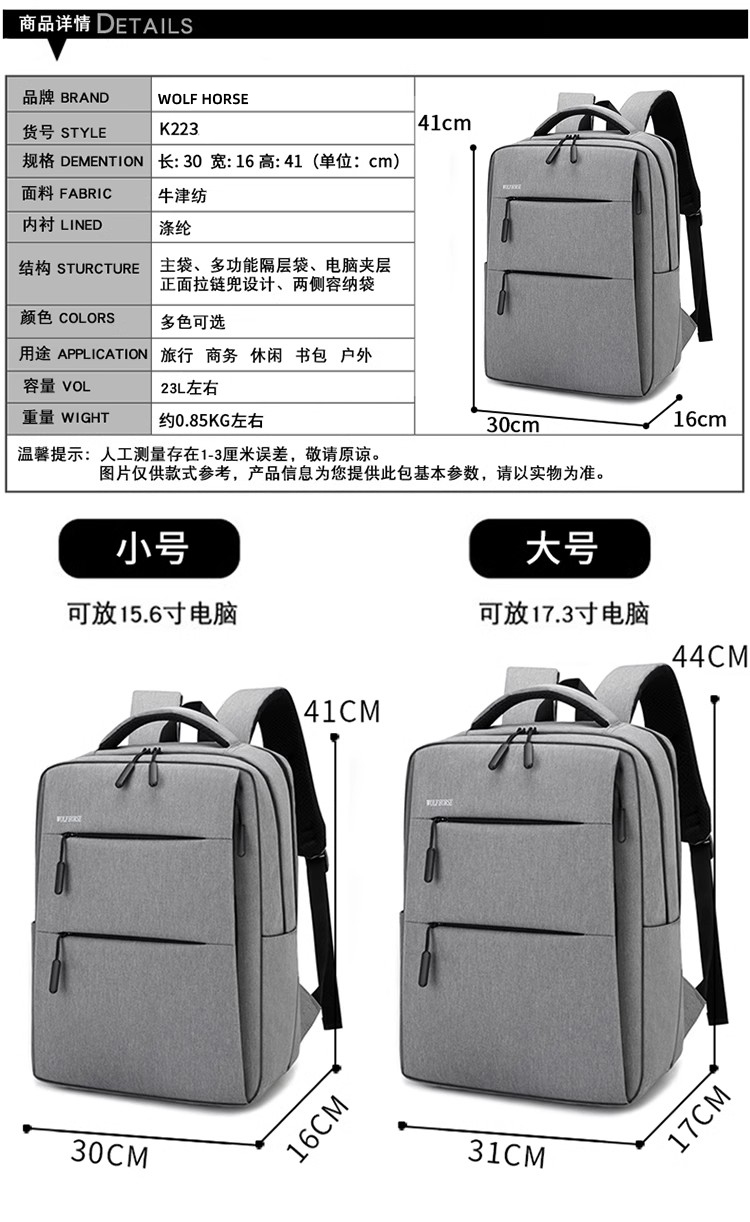 商品详情 DETAILS
品牌 BRAND WOLF HORSE
货号 STYLE K223
规格 DEMENTION 长: 30 宽: 16 高: 41（单位：cm）
面料 FABRIC 牛津纺
内衬 LINED 涤纶
结构 STURCTURE 主袋、多功能隔层袋、电脑夹层
正面拉链兜设计、两侧容纳袋
颜色 COLORS 多色可选
用途 APPLICATION 旅行 商务 休闲 书包 户外
容量 VOL 23L左右
重量 WIGHT 约0.85KG左右
41cm
WOLF HORSE
30cm
16cm
温馨提示：人工测量存在1-3厘米误差，敬请原谅。
图片仅供款式参考，产品信息为您提供此包基本参数，请以实物为准。
小号
可放15.6寸电脑
41CM
WOLF HORSE
30CM
16CM
大号
可放17.3寸电脑
44CM
WOLF HORSE
31CM
17CM